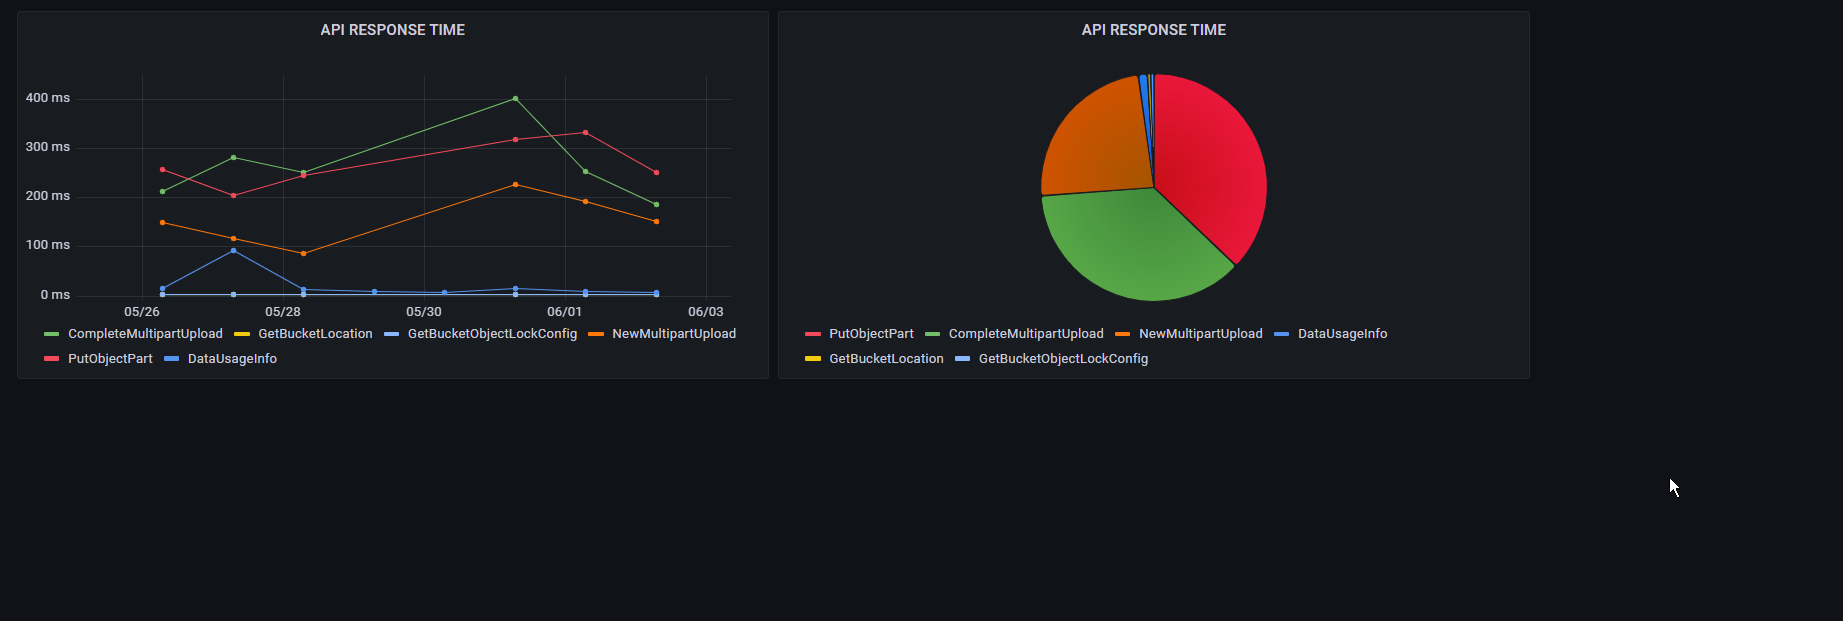 API RESPONSE TIME
400 ms
300 ms
200 ms
100 ms
0 ms
05/26 05/28 05/30 06/01 06/03
CompleteMultipartUpload GetBucketLocation GetBucketObjectLockConfig NewMultipartUpload
PutObjectPart DataUsageInfo
API RESPONSE TIME
PutObjectPart CompleteMultipartUpload NewMultipartUpload DataUsageInfo
GetBucketLocation GetBucketObjectLockConfig